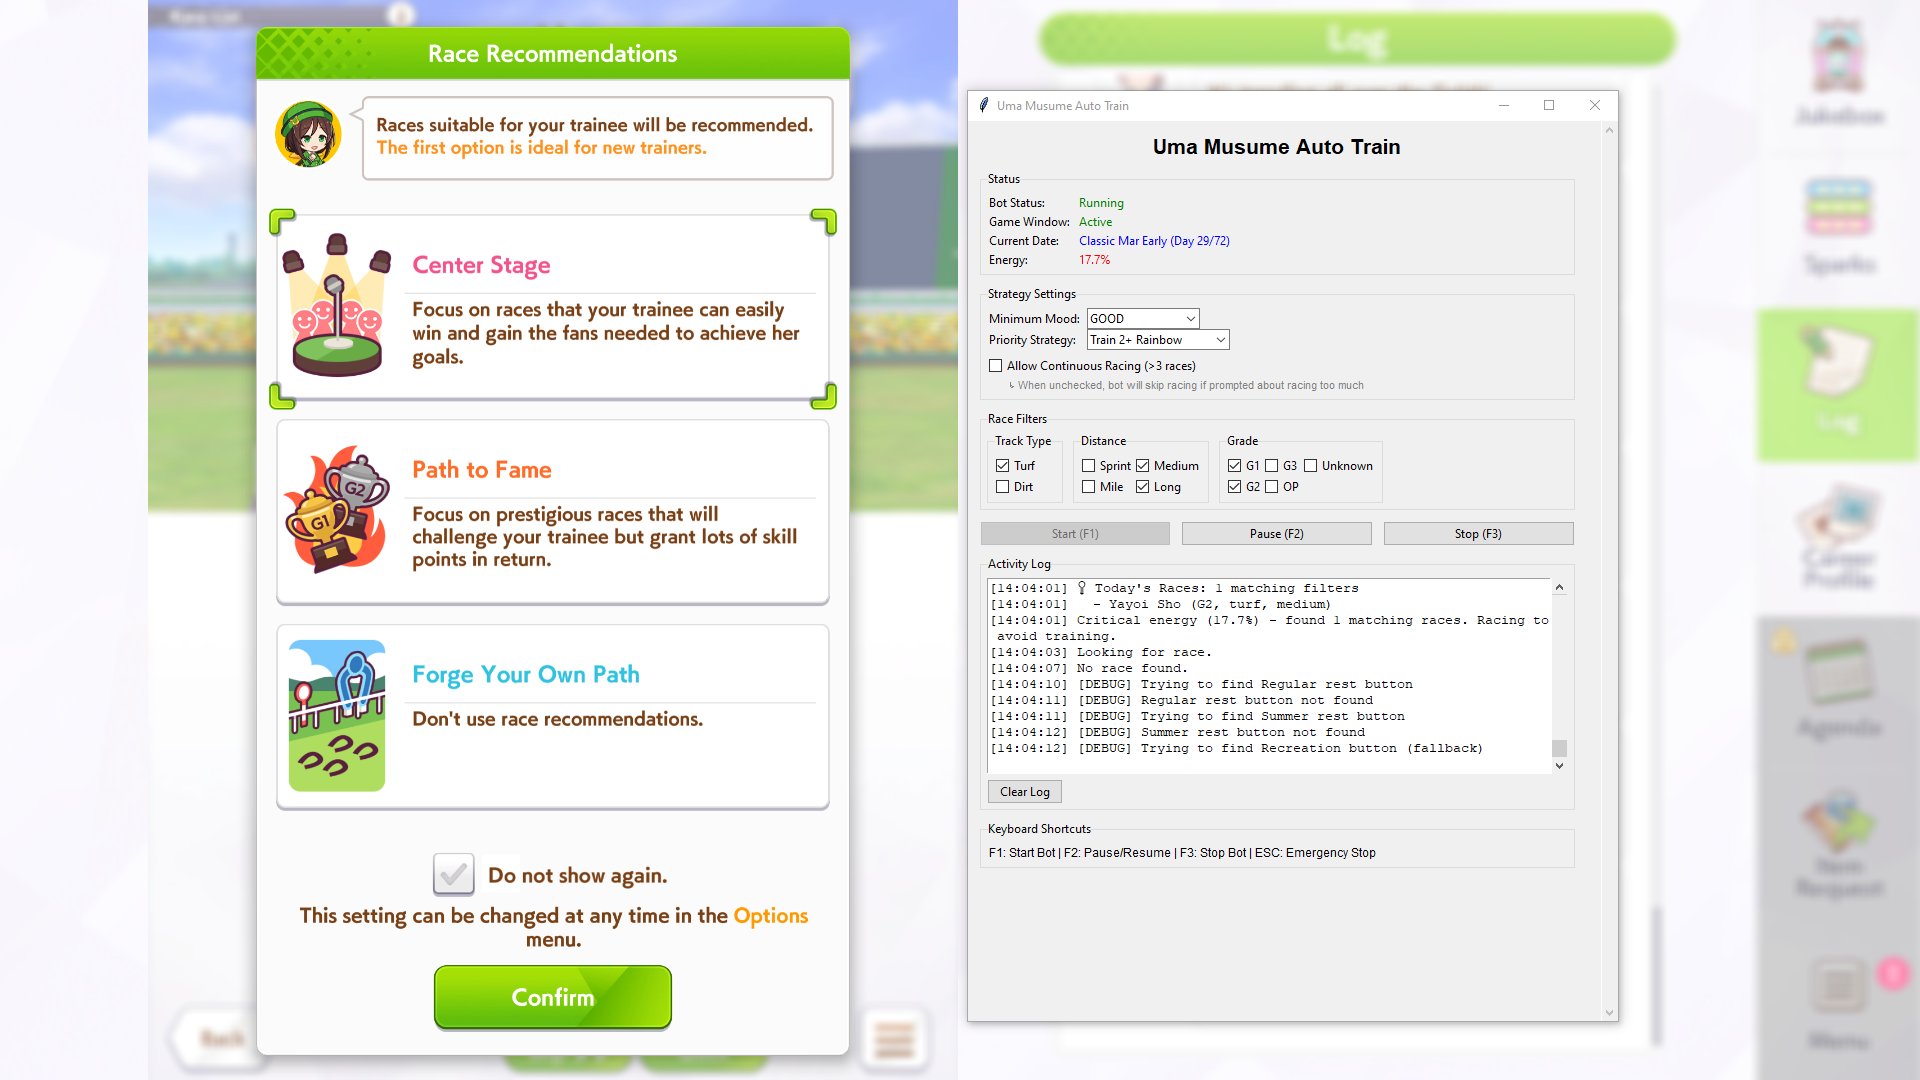 Race Recommendations
Races suitable for your trainee will be recommended.
The first option is ideal for new trainers.
Center Stage
Focus on races that your trainee can easily
win and gain the fans needed to achieve her
goals.
G2
G1
Path to Fame
Focus on prestigious races that will
challenge your trainee but grant lots of skill
points in return.
Forge Your Own Path
Don't use race recommendations.
Do not show again.
This setting can be changed at any time in the Options
menu.
Confirm
Back
Log
Uma Musume Auto Train
Uma Musume Auto Train
Status
Bot Status: Running
Game Window: Active
Current Date: Classic Mar Early (Day 29/72)
Energy: 17.7%
Strategy Settings
Minimum Mood: GOOD
Priority Strategy: Train 2+ Rainbow
Allow Continuous Racing (>3 races)
↳ When unchecked, bot will skip racing if prompted about racing too much
Race Filters
Track Type Distance Grade
Turf Sprint Medium G1 G3 Unknown
Dirt Mile Long G2 OP
Start (F1) Pause (F2) Stop (F3)
Activity Log
[14:04:01] Today's Races: 1 matching filters
[14:04:01] - Yayoi Sho (G2, turf, medium)
[14:04:01] Critical energy (17.7%) - found 1 matching races. Racing to
avoid training.
[14:04:03] Looking for race.
[14:04:07] No race found.
[14:04:10] [DEBUG] Trying to find Regular rest button
[14:04:11] [DEBUG] Regular rest button not found
[14:04:11] [DEBUG] Trying to find Summer rest button
[14:04:12] [DEBUG] Summer rest button not found
[14:04:12] [DEBUG] Trying to find Recreation button (fallback)
Clear Log
Keyboard Shortcuts
F1: Start Bot | F2: Pause/Resume | F3: Stop Bot | ESC: Emergency Stop
Jukebox
Sparks
Log
Career
Profile
Agenda
Item
Request
Menu